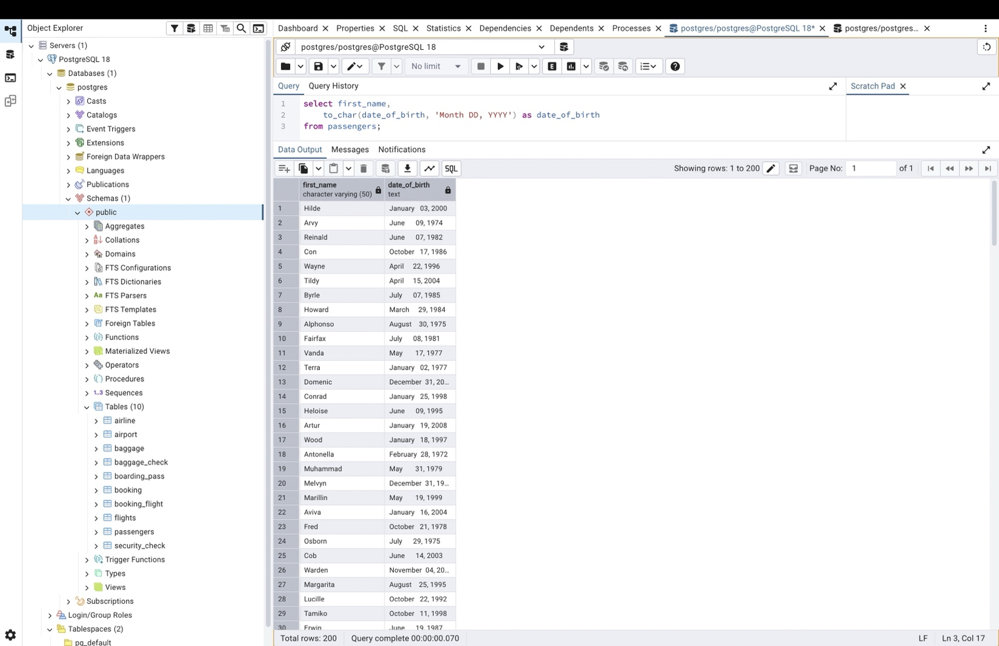 Object Explorer
Servers (1)
PostgreSQL 18
Databases (1)
postgres
Casts
Catalogs
Event Triggers
Extensions
Foreign Data Wrappers
Languages
Publications
Schemas (1)
public
Aggregates
Collations
Domains
FTS Configurations
FTS Dictionaries
Aa FTS Parsers
FTS Templates
Foreign Tables
Functions
Materialized Views
Operators
Procedures
1..3 Sequences
Tables (10)
airline
airport
baggage
baggage_check
boarding_pass
booking
booking_flight
flights
passengers
security_check
Trigger Functions
Types
Views
Subscriptions
Login/Group Roles
Tablespaces (2)
pg_default
Dashboard Properties SQL Statistics Dependencies Dependents Processes postgres/postgres@PostgreSQL 18* postgres/postgres...
postgres/postgres@PostgreSQL 18
No limit E
Query Query History
Scratch Pad
1 select first_name,
2 to_char(date_of_birth, 'Month DD, YYYY') as date_of_birth
3 from passengers;
Data Output Messages Notifications
SQL Showing rows: 1 to 200 Page No: 1 of 1
first_name date_of_birth
character varying (50) text
1 Hilde January 03, 2000
2 Arvy June 09, 1974
3 Reinald June 07, 1982
4 Con October 17, 1986
5 Wayne April 22, 1996
6 Tildy April 15, 2004
7 Byrle July 07, 1985
8 Howard March 29, 1984
9 Alphonso August 30, 1975
10 Fairfax July 08, 1981
11 Vanda May 17, 1977
12 Terra January 02, 1977
13 Domenic December 31, 20...
14 Conrad January 25, 1998
15 Heloise June 09, 1995
16 Artur January 19, 2008
17 Wood January 18, 1997
18 Antonella February 28, 1972
19 Muhammad May 31, 1979
20 Melvyn December 31, 19...
21 Marillin May 19, 1999
22 Aviva January 16, 2004
23 Fred October 21, 1978
24 Osborn July 29, 1975
25 Cob June 14, 2003
26 Warden November 04, 20...
27 Margarita August 25, 1995
28 Lucille October 22, 1992
29 Tamiko October 11, 1998
30 Erwin June 19, 1987
Total rows: 200 Query complete 00:00:00.070 LF Ln 3, Col 17